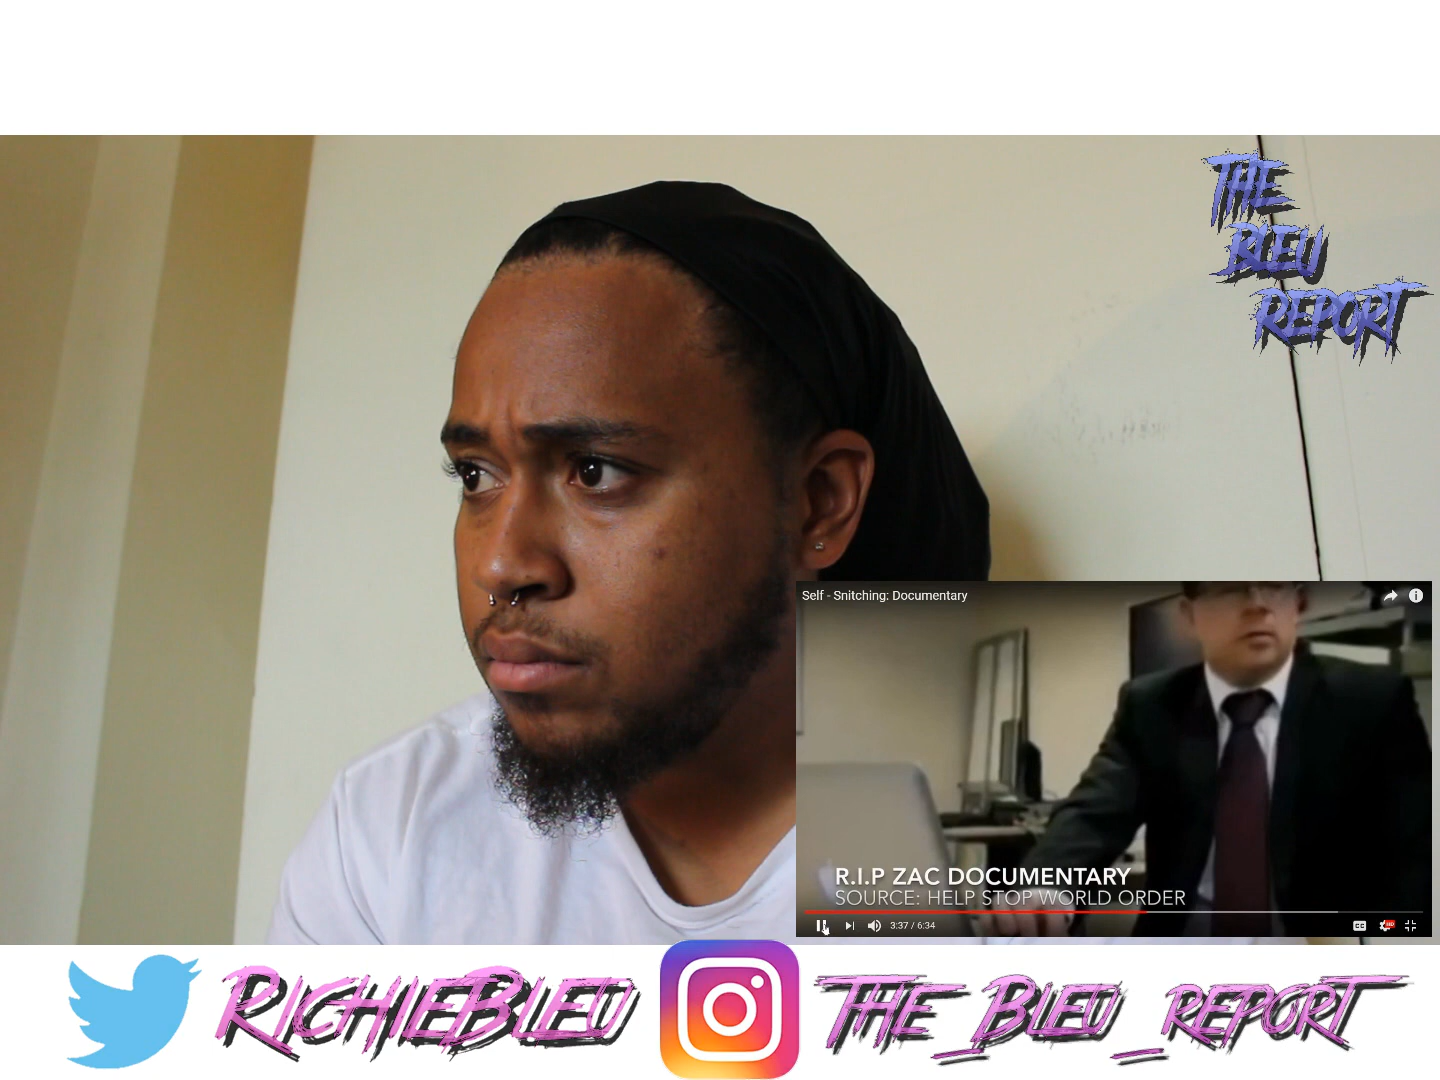 THE
BLEU
REPORT
Self - Snitching: Documentary
R.I.P ZAC DOCUMENTARY
SOURCE: HELP STOP WORLD ORDER
3:37 / 6:34
HD
RICHIEBLEU
THE_BLEU_REPORT